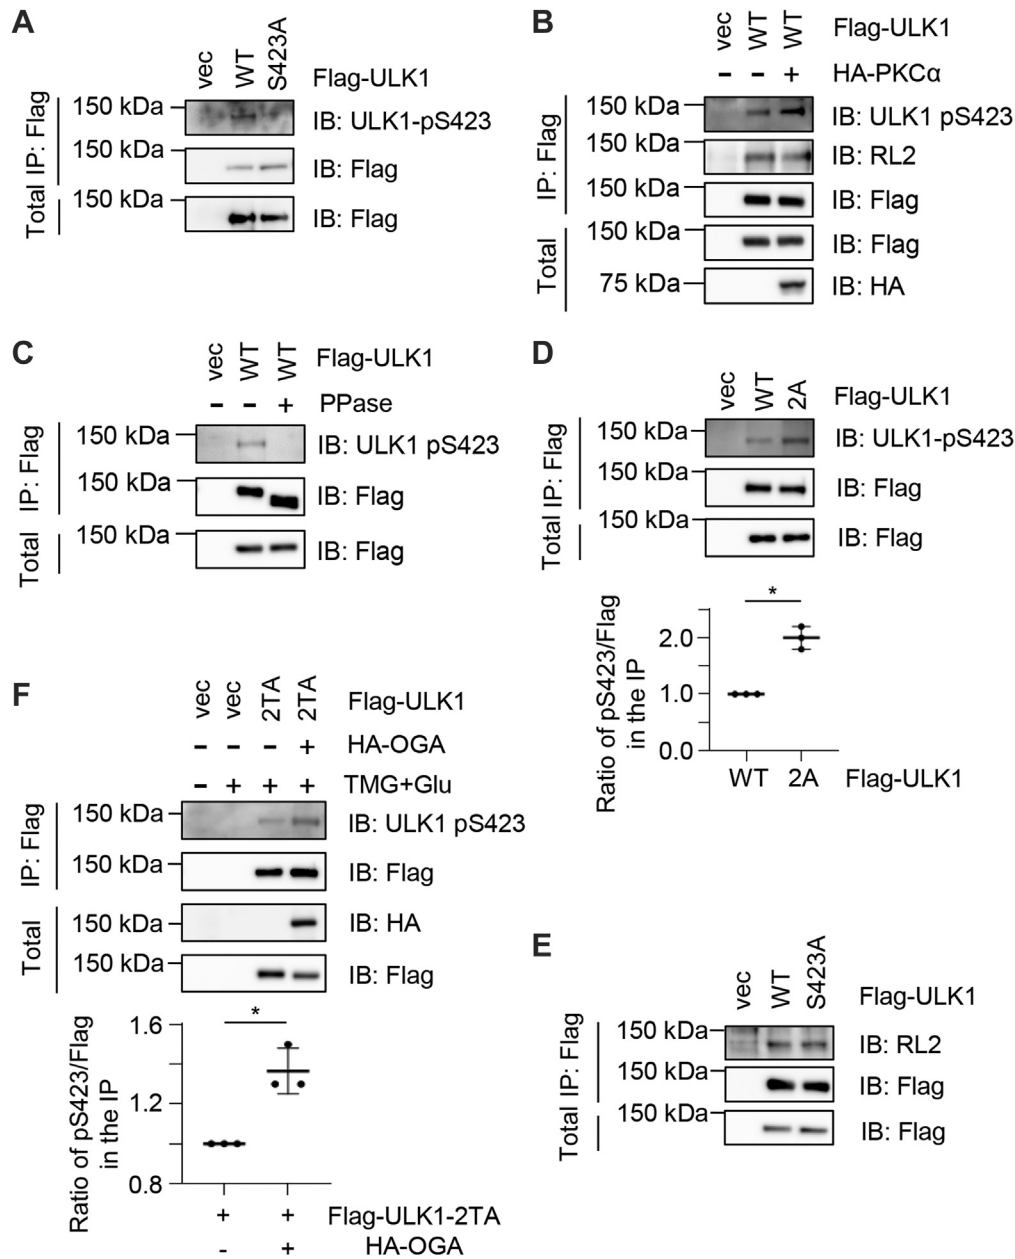 A
vec
WT
S423A
Flag-ULK1
Total IP: Flag
150 kDa
IB: ULK1-pS423
150 kDa
IB: Flag
150 kDa
IB: Flag
B
vec
WT
WT
Flag-ULK1
– – + HA-PKCα
IP: Flag
150 kDa
IB: ULK1 pS423
150 kDa
IB: RL2
150 kDa
IB: Flag
Total
150 kDa
IB: Flag
75 kDa
IB: HA
C
vec
WT
WT
Flag-ULK1
– – + PPase
IP: Flag
150 kDa
IB: ULK1 pS423
150 kDa
IB: Flag
Total
150 kDa
IB: Flag
D
vec
WT
2A
Flag-ULK1
Total IP: Flag
150 kDa
IB: ULK1-pS423
150 kDa
IB: Flag
150 kDa
IB: Flag
Ratio of pS423/Flag
in the IP
*
2.0
1.0
0.0
WT 2A Flag-ULK1
F
vec
vec
2TA
2TA
Flag-ULK1
– – – + HA-OGA
– + + + TMG+Glu
IP: Flag
150 kDa
IB: ULK1 pS423
150 kDa
IB: Flag
Total
150 kDa
IB: HA
150 kDa
IB: Flag
Ratio of pS423/Flag
in the IP
*
1.6
1.2
0.8
+ + Flag-ULK1-2TA
- + HA-OGA
E
vec
WT
S423A
Flag-ULK1
Total IP: Flag
150 kDa
IB: RL2
150 kDa
IB: Flag
150 kDa
IB: Flag